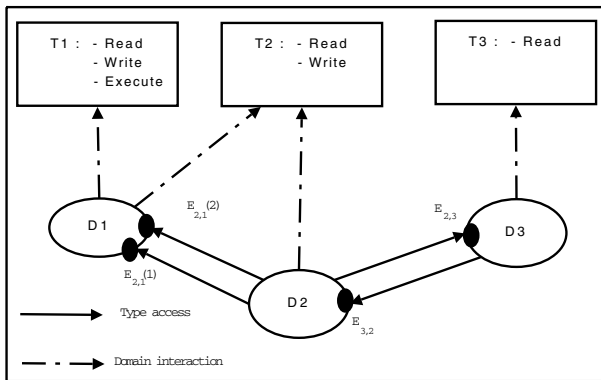 T1 : - Read
- Write
- Execute
T2 : - Read
- Write
T3 : - Read
E2,1(2)
E2,3
D1
D3
E2,1(1)
D2
E3,2
Type access
Domain interaction